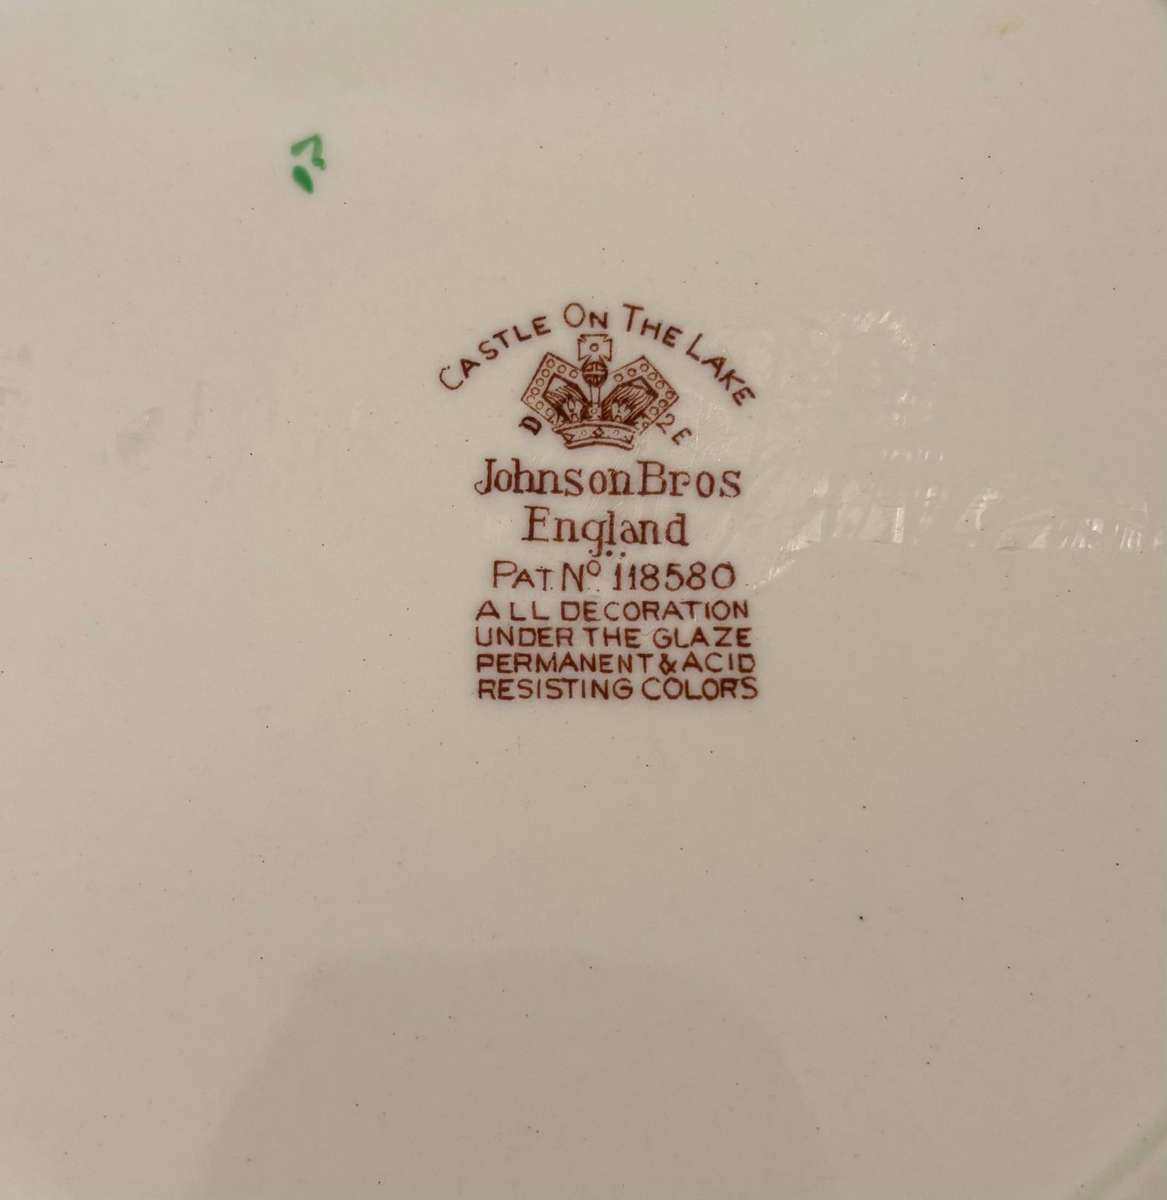 CASTLE ON THE LAKE
D 2E
Johnson Bros
England
PAT. No. 118580
ALL DECORATION
UNDER THE GLAZE
PERMANENT & ACID
RESISTING COLORS